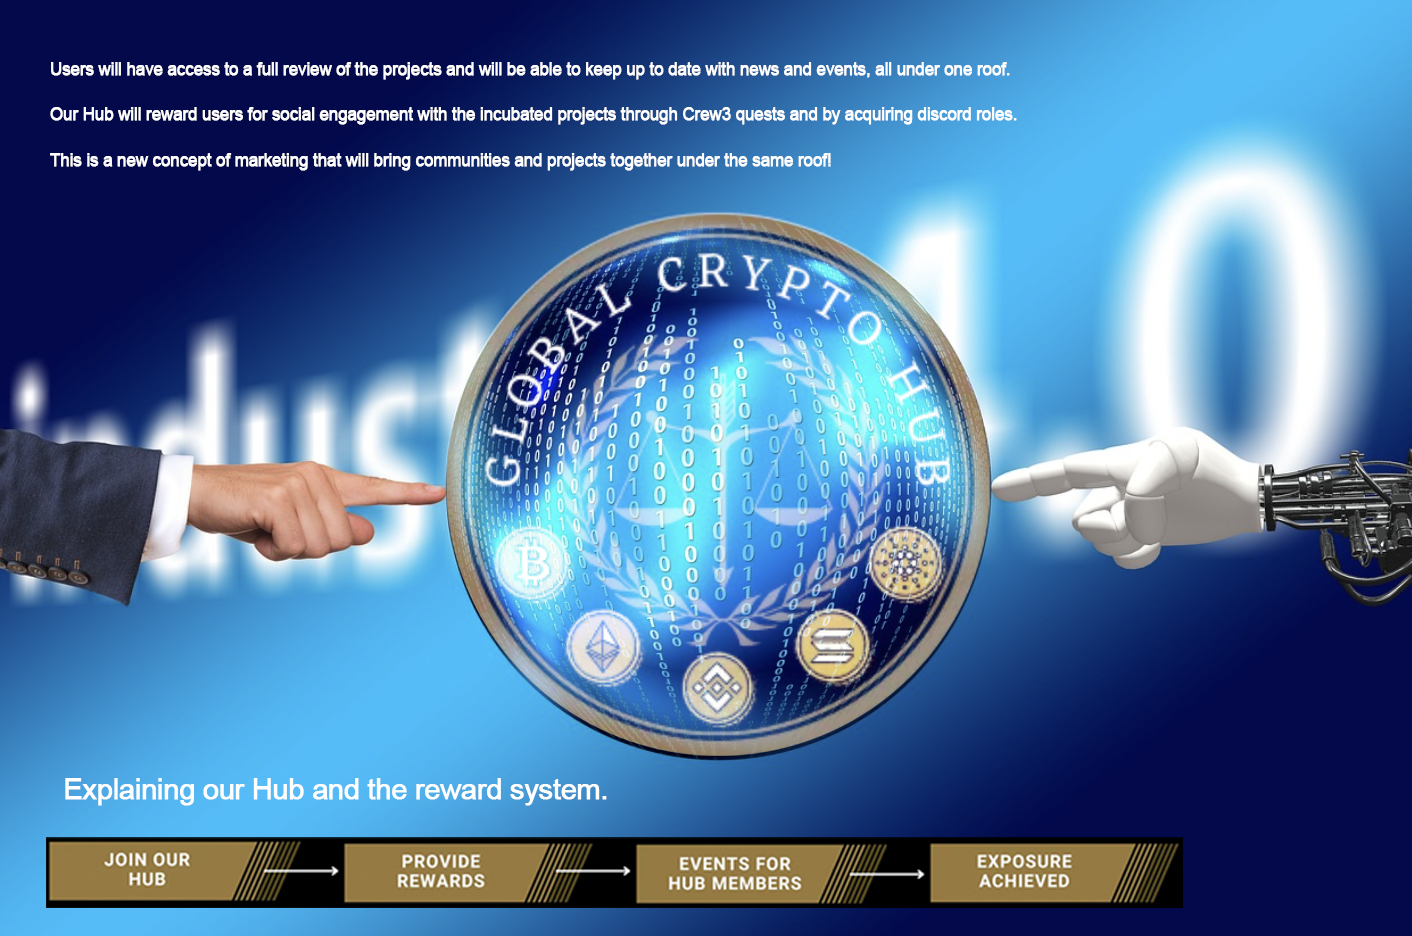 Users will have access to a full review of the projects and will be able to keep up to date with news and events, all under one roof.
Our Hub will reward users for social engagement with the incubated projects through Crew3 quests and by acquiring discord roles.
This is a new concept of marketing that will bring communities and projects together under the same roof!
indust 4.0
GLOBAL CRYPTO HUB
Explaining our Hub and the reward system.
JOIN OUR
HUB
PROVIDE
REWARDS
EVENTS FOR
HUB MEMBERS
EXPOSURE
ACHIEVED